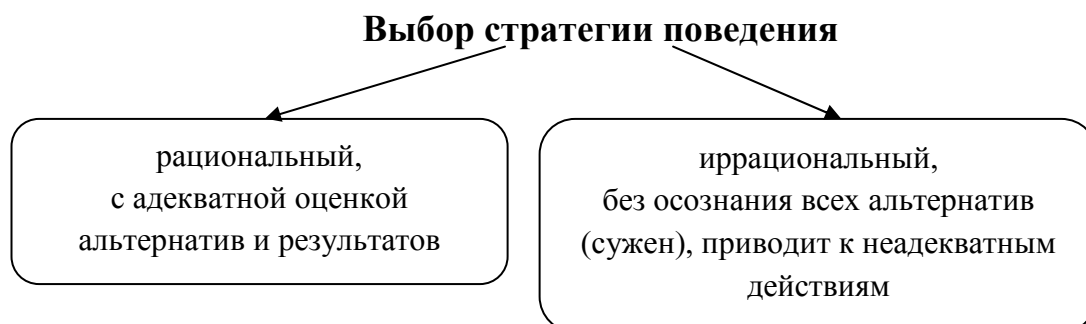 Выбор стратегии поведения
рациональный,
с адекватной оценкой
альтернатив и результатов
иррациональный,
без осознания всех альтернатив
(сужен), приводит к неадекватным
действиям